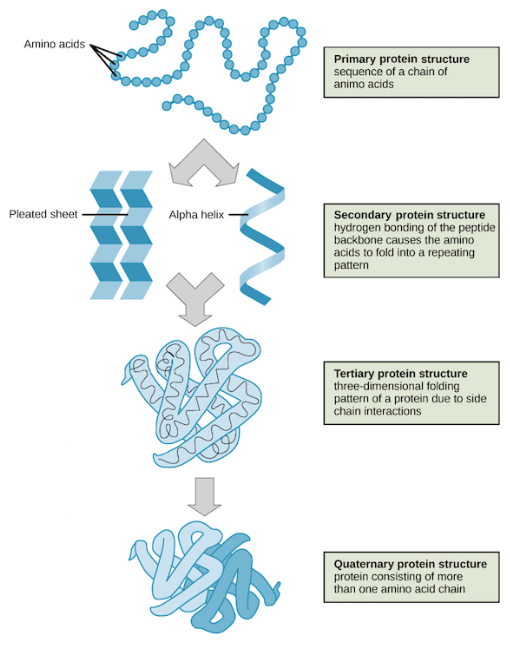 Amino acids
Primary protein structure
sequence of a chain of
animo acids
Pleated sheet
Alpha helix
Secondary protein structure
hydrogen bonding of the peptide
backbone causes the amino
acids to fold into a repeating
pattern
Tertiary protein structure
three-dimensional folding
pattern of a protein due to side
chain interactions
Quaternary protein structure
protein consisting of more
than one amino acid chain